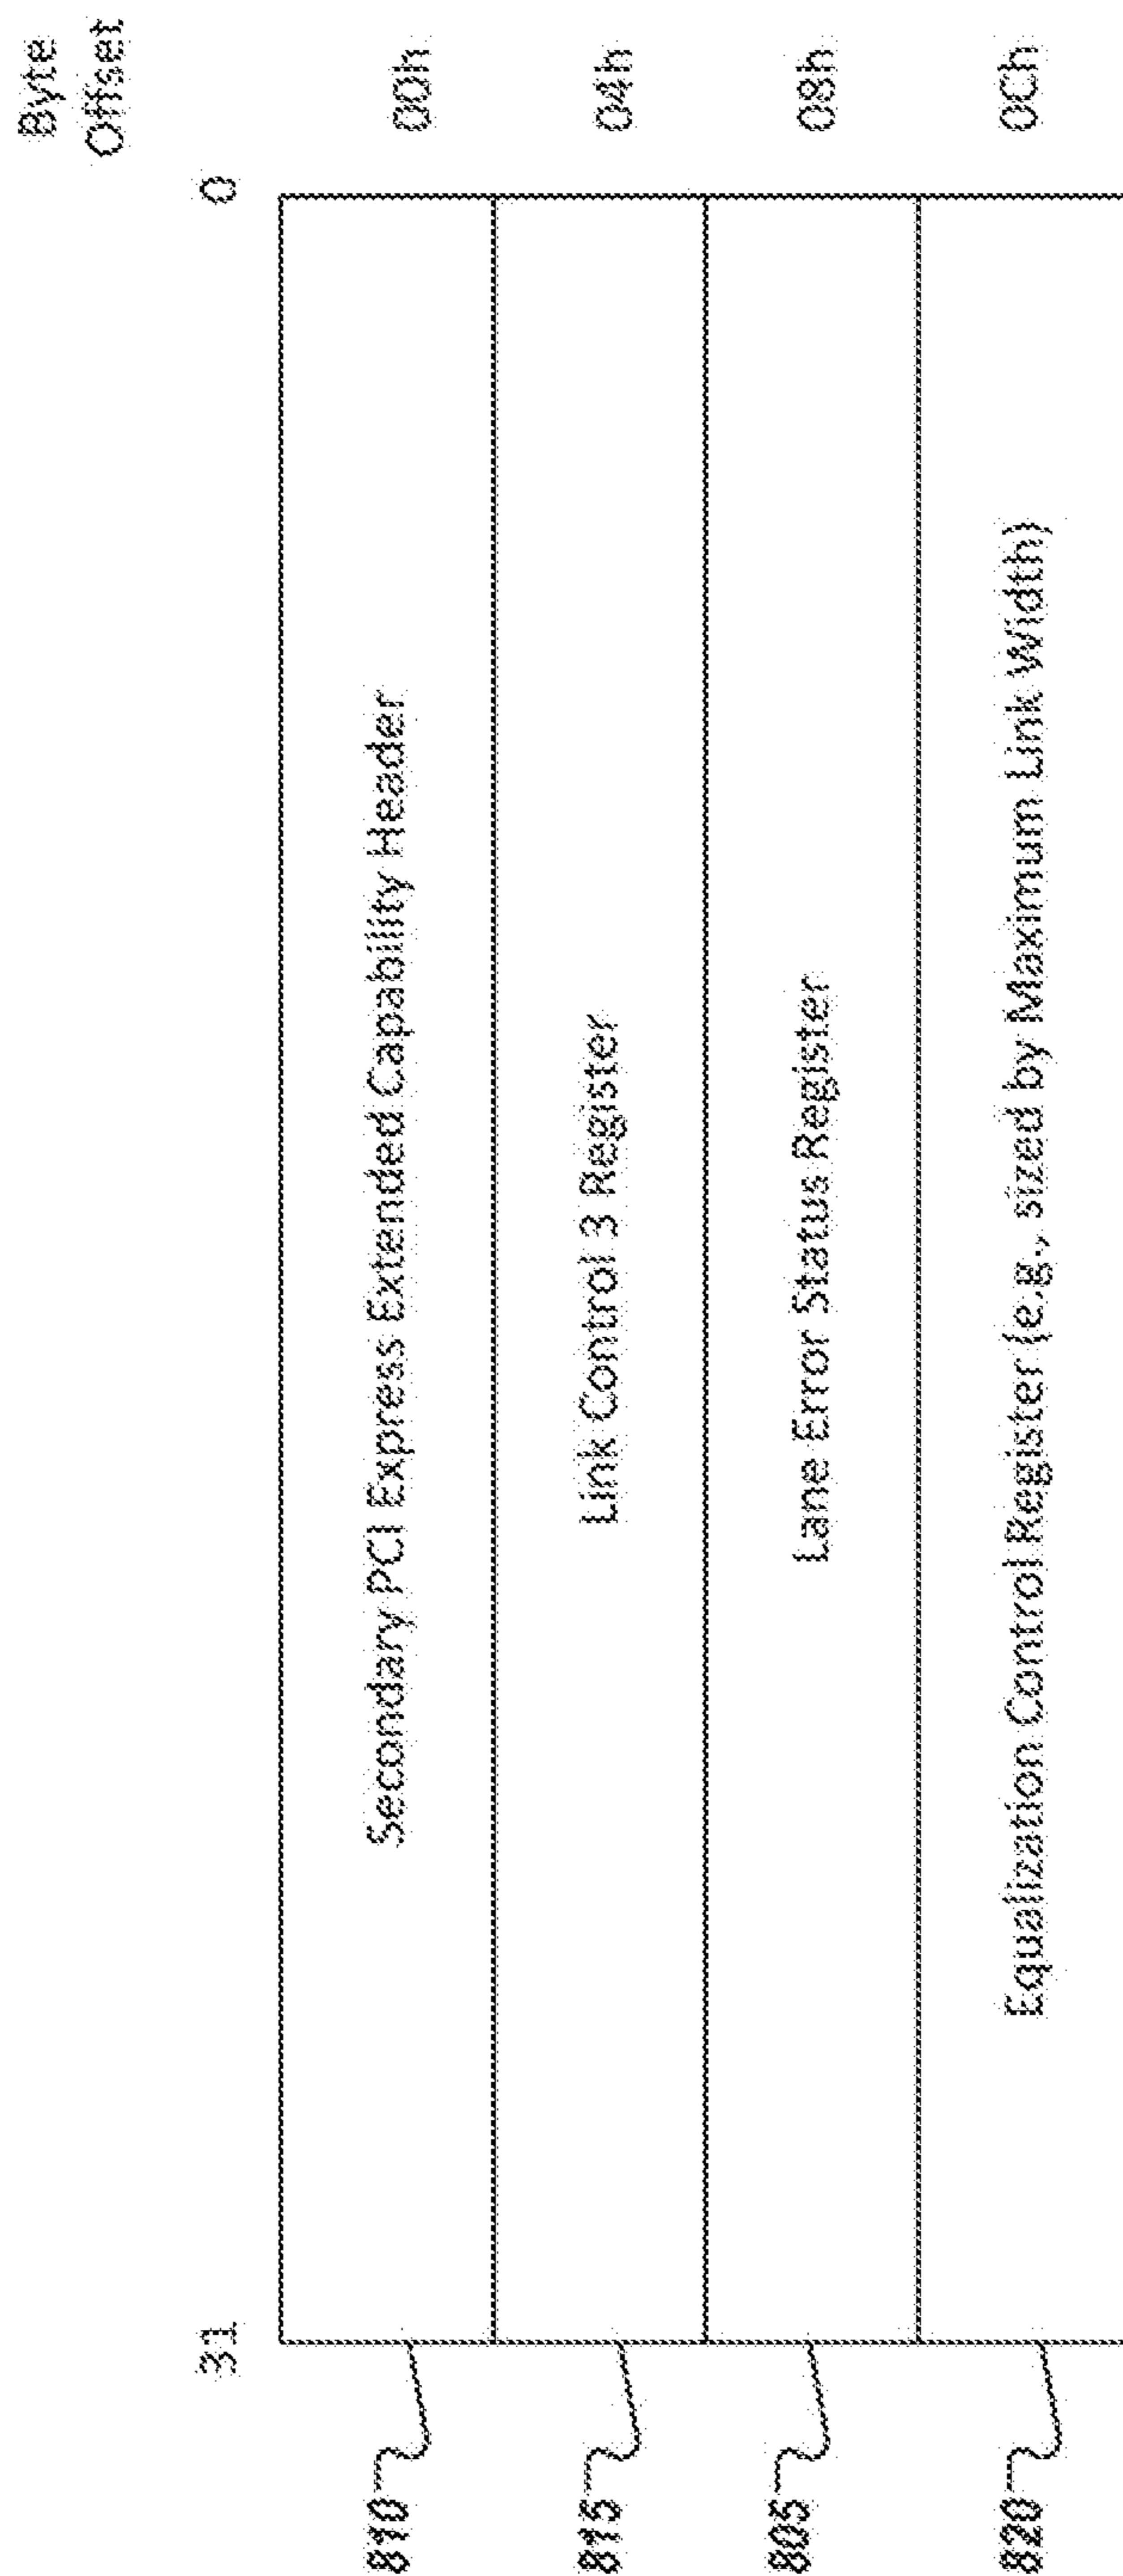 Byte
Offset
31
0
810
Secondary PCI Express Extended Capability Header
00h
815
Link Control 3 Register
04h
805
Lane Error Status Register
08h
820
Equalization Control Register (e.g., sized by Maximum Link Width)
0Ch